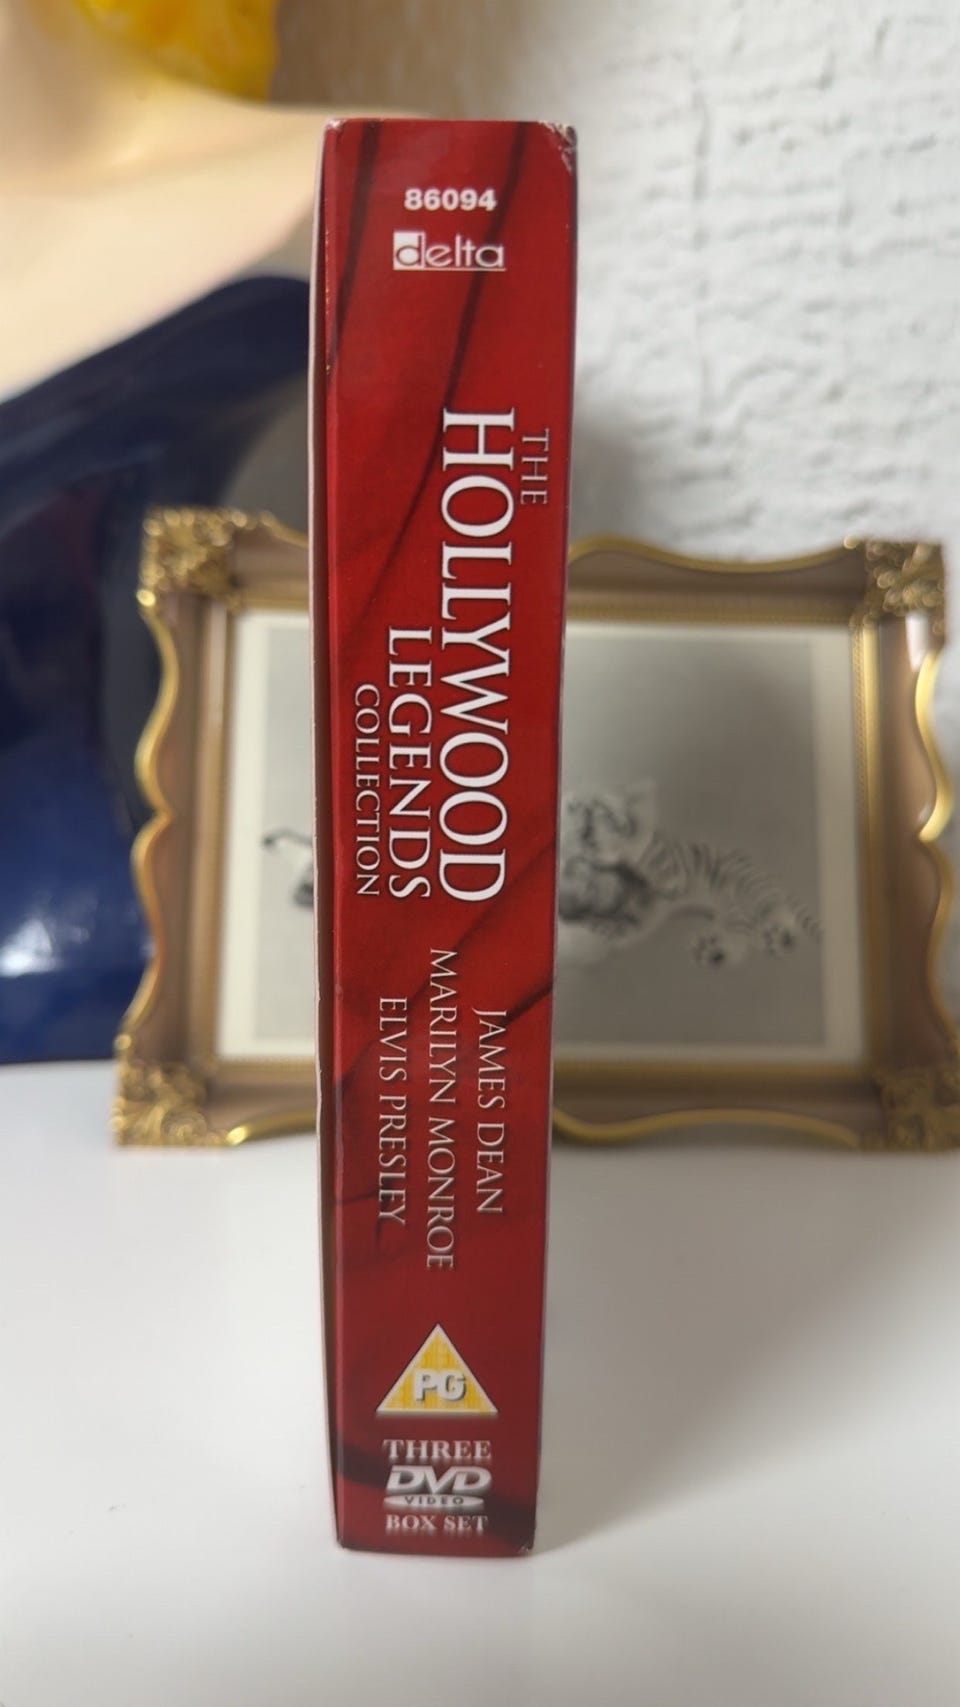 86094
delta
THE
HOLLYWOOD
LEGENDS
COLLECTION
JAMES DEAN
MARILYN MONROE
ELVIS PRESLEY
PG
THREE
DVD
VIDEO
BOX SET